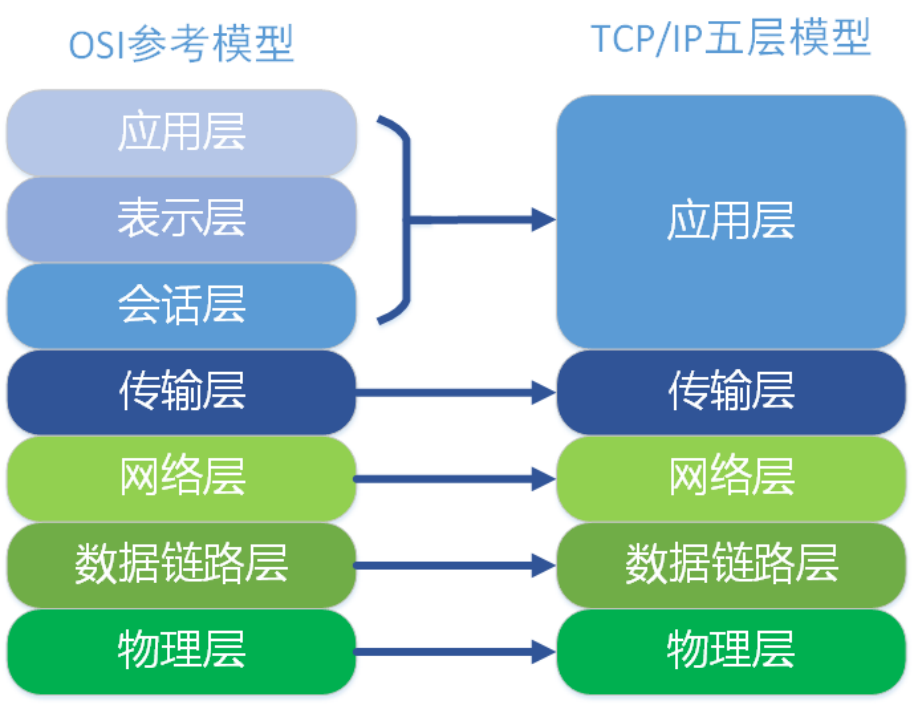 OSI参考模型
TCP/IP五层模型
应用层
表示层
会话层
传输层
网络层
数据链路层
物理层
应用层
传输层
网络层
数据链路层
物理层